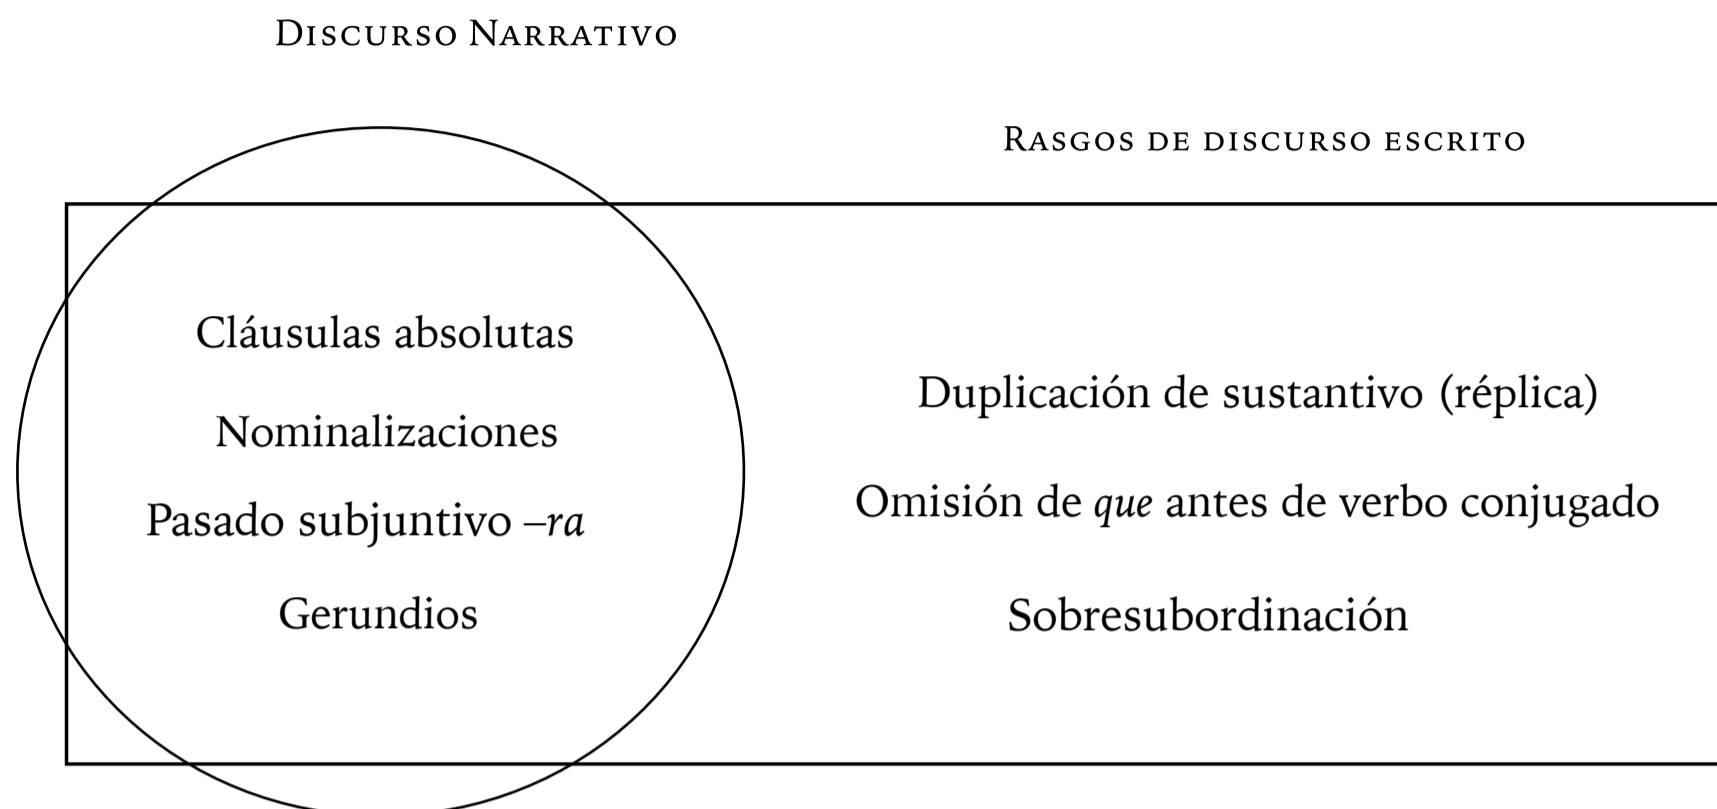 Discurso Narrativo
Rasgos de discurso escrito
Cláusulas absolutas
Nominalizaciones
Pasado subjuntivo –ra
Gerundios
Duplicación de sustantivo (réplica)
Omisión de que antes de verbo conjugado
Sobresubordinación